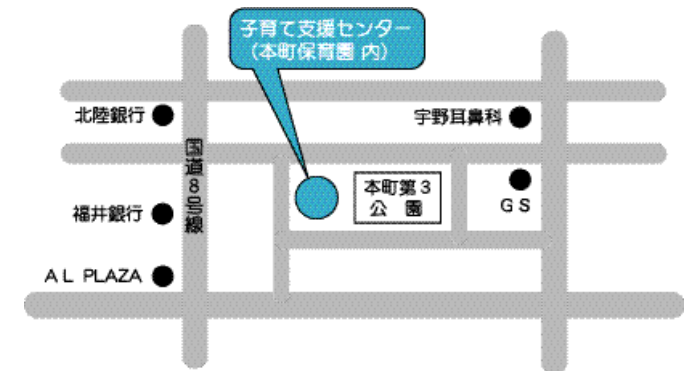 子育て支援センター
(本町保育園 内)
北陸銀行
宇野耳鼻科
国道8号線
本町第3
公 園
GS
福井銀行
AL PLAZA